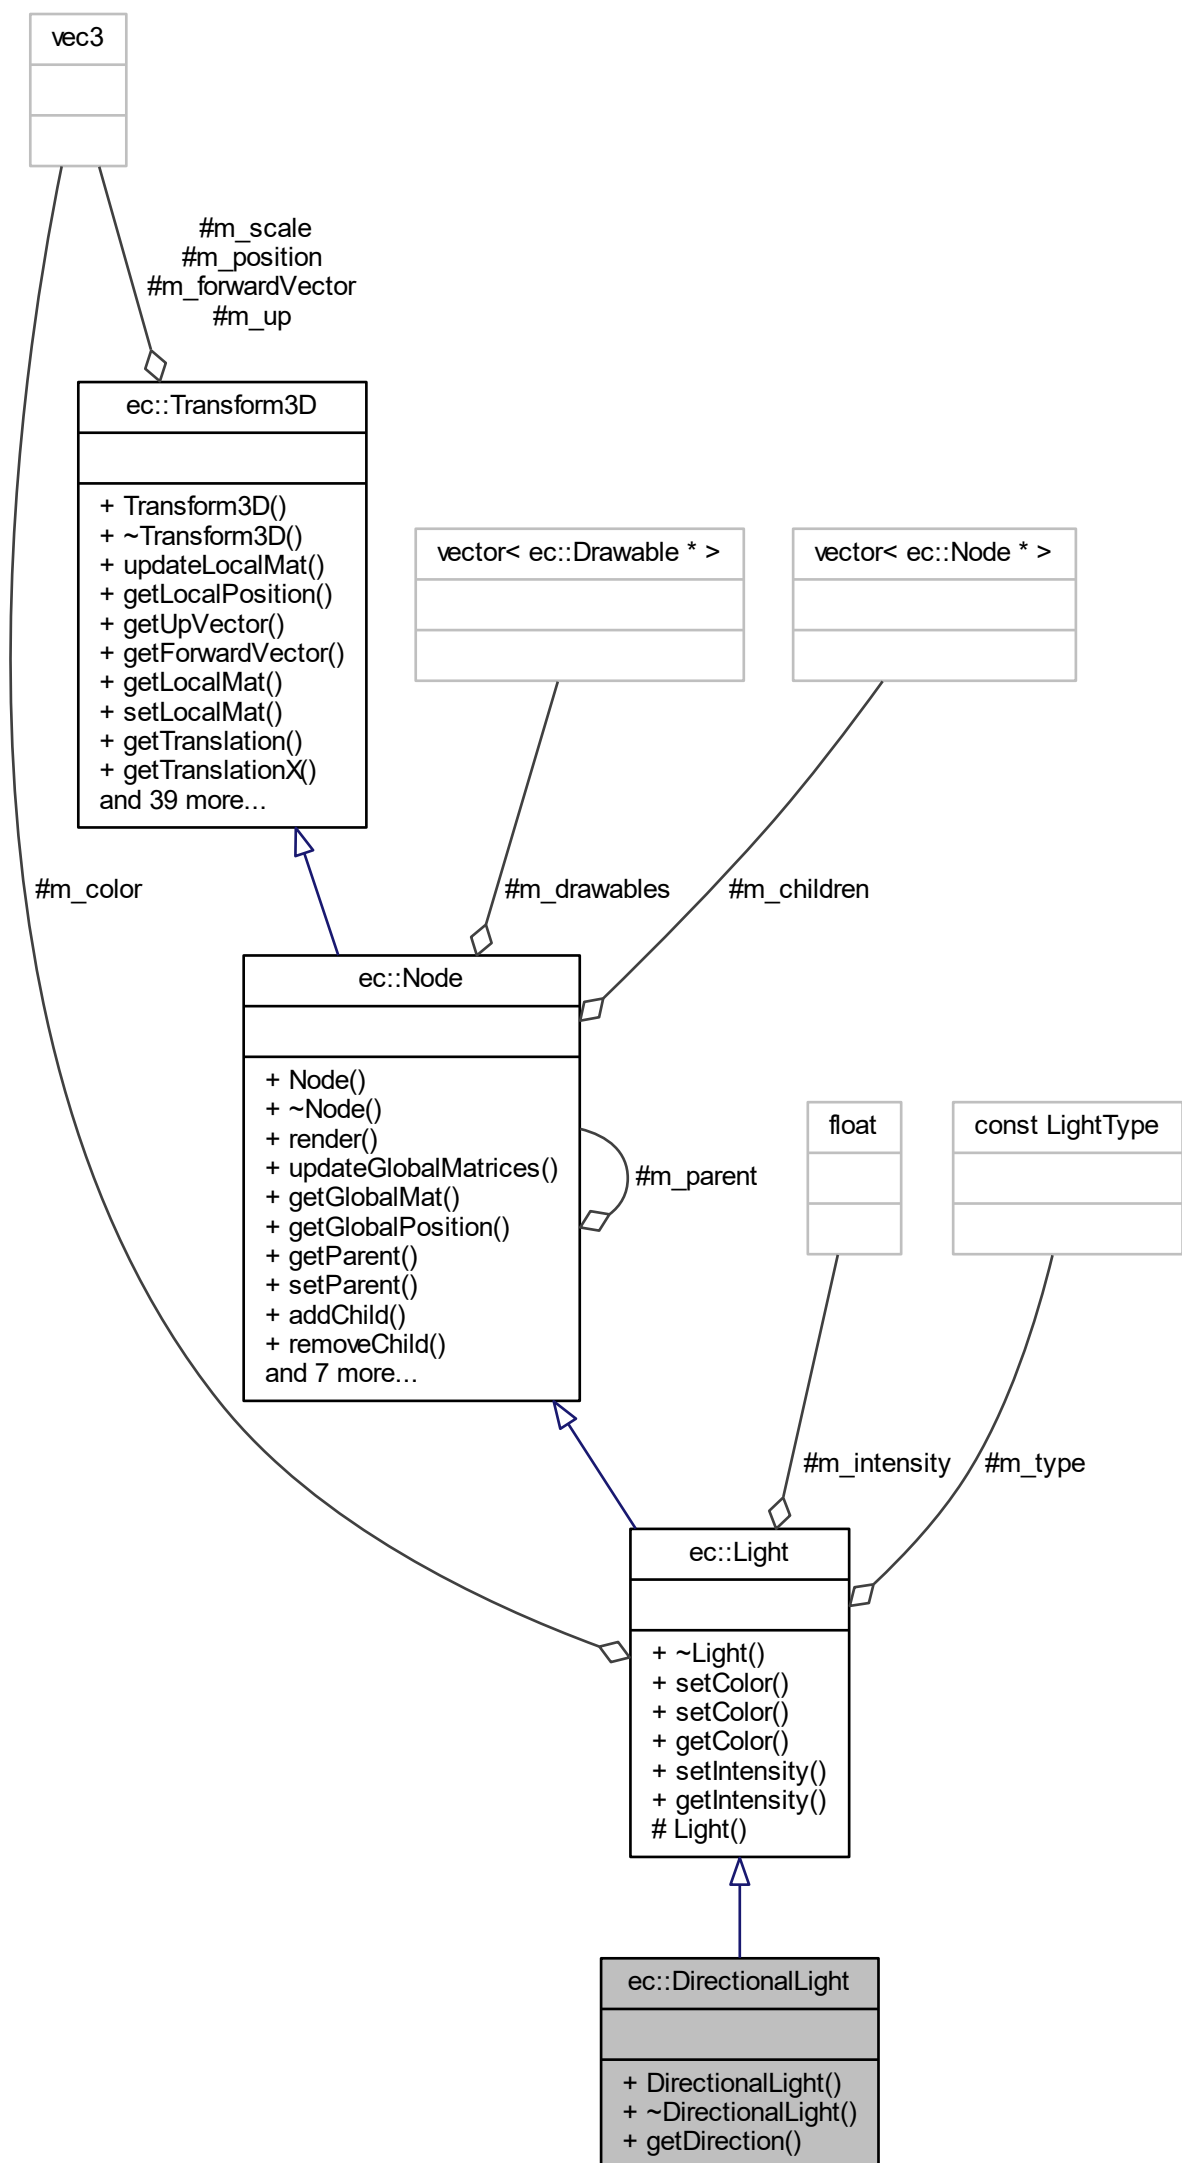 vec3
#m_scale
#m_position
#m_forwardVector
#m_up
ec::Transform3D
+ Transform3D()
+ ~Transform3D()
+ updateLocalMat()
+ getLocalPosition()
+ getUpVector()
+ getForwardVector()
+ getLocalMat()
+ setLocalMat()
+ getTranslation()
+ getTranslationX()
and 39 more...
vector< ec::Drawable * >
vector< ec::Node * >
#m_color
#m_drawables
#m_children
ec::Node
+ Node()
+ ~Node()
+ render()
+ updateGlobalMatrices()
+ getGlobalMat()
+ getGlobalPosition()
+ getParent()
+ setParent()
+ addChild()
+ removeChild()
and 7 more...
#m_parent
float
const LightType
#m_intensity
#m_type
ec::Light
+ ~Light()
+ setColor()
+ setColor()
+ getColor()
+ setIntensity()
+ getIntensity()
# Light()
ec::DirectionalLight
+ DirectionalLight()
+ ~DirectionalLight()
+ getDirection()